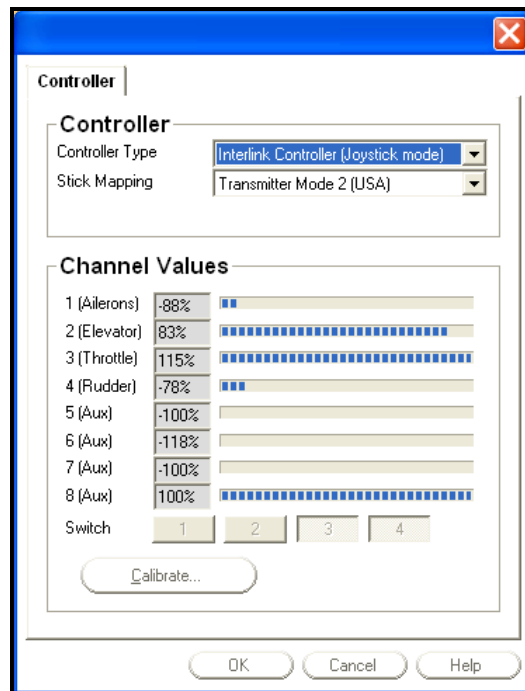 Controller
Controller
Controller Type Interlink Controller (Joystick mode)
Stick Mapping Transmitter Mode 2 (USA)
Channel Values
1 (Ailerons) -88%
2 (Elevator) 83%
3 (Throttle) 115%
4 (Rudder) -78%
5 (Aux) -100%
6 (Aux) -118%
7 (Aux) -100%
8 (Aux) 100%
Switch 1 2 3 4
Calibrate...
OK Cancel Help